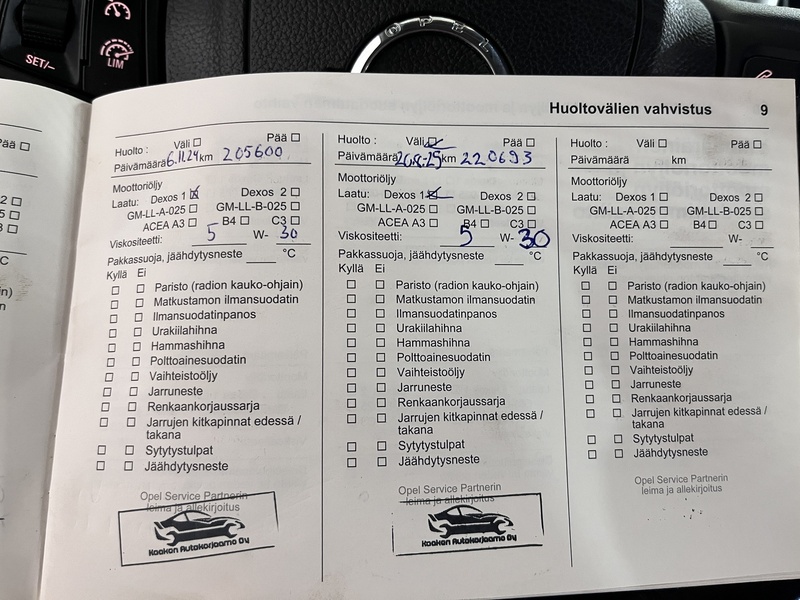 OPEL
SET/-
LIM
Huoltovälien vahvistus 9
Huolto : Väli Pää
Päivämäärä 6.11.24 km 205600
Moottoriöljy
Laatu: Dexos 1 Dexos 2
GM-LL-A-025 GM-LL-B-025
ACEA A3 B4 C3
Viskositeetti: 5 W- 30
Pakkassuoja, jäähdytysneste °C
Kyllä Ei
Paristo (radion kauko-ohjain)
Matkustamon ilmansuodatin
Ilmansuodatinpanos
Urakiilahihna
Hammashihna
Polttoainesuodatin
Vaihteistoöljy
Jarruneste
Renkaankorjaussarja
Jarrujen kitkapinnat edessä /
takana
Sytytystulpat
Jäähdytysneste
Opel Service Partnerin
leima ja allekirjoitus
Kaakon Autokorjaamo Oy
Huolto : Väli Pää
Päivämäärä km 220693
Moottoriöljy
Laatu: Dexos 1 Dexos 2
GM-LL-A-025 GM-LL-B-025
ACEA A3 B4 C3
Viskositeetti: 5 W- 30
Pakkassuoja, jäähdytysneste °C
Kyllä Ei
Paristo (radion kauko-ohjain)
Matkustamon ilmansuodatin
Ilmansuodatinpanos
Urakiilahihna
Hammashihna
Polttoainesuodatin
Vaihteistoöljy
Jarruneste
Renkaankorjaussarja
Jarrujen kitkapinnat edessä /
takana
Sytytystulpat
Jäähdytysneste
Opel Service Partnerin
leima ja allekirjoitus
Kaakon Autokorjaamo Oy
Huolto : Väli Pää
Päivämäärä km
Moottoriöljy
Laatu: Dexos 1 Dexos 2
GM-LL-A-025 GM-LL-B-025
ACEA A3 B4 C3
Viskositeetti: W-
Pakkassuoja, jäähdytysneste °C
Kyllä Ei
Paristo (radion kauko-ohjain)
Matkustamon ilmansuodatin
Ilmansuodatinpanos
Urakiilahihna
Hammashihna
Polttoainesuodatin
Vaihteistoöljy
Jarruneste
Renkaankorjaussarja
Jarrujen kitkapinnat edessä /
takana
Sytytystulpat
Jäähdytysneste
Opel Service Partnerin
leima ja allekirjoitus